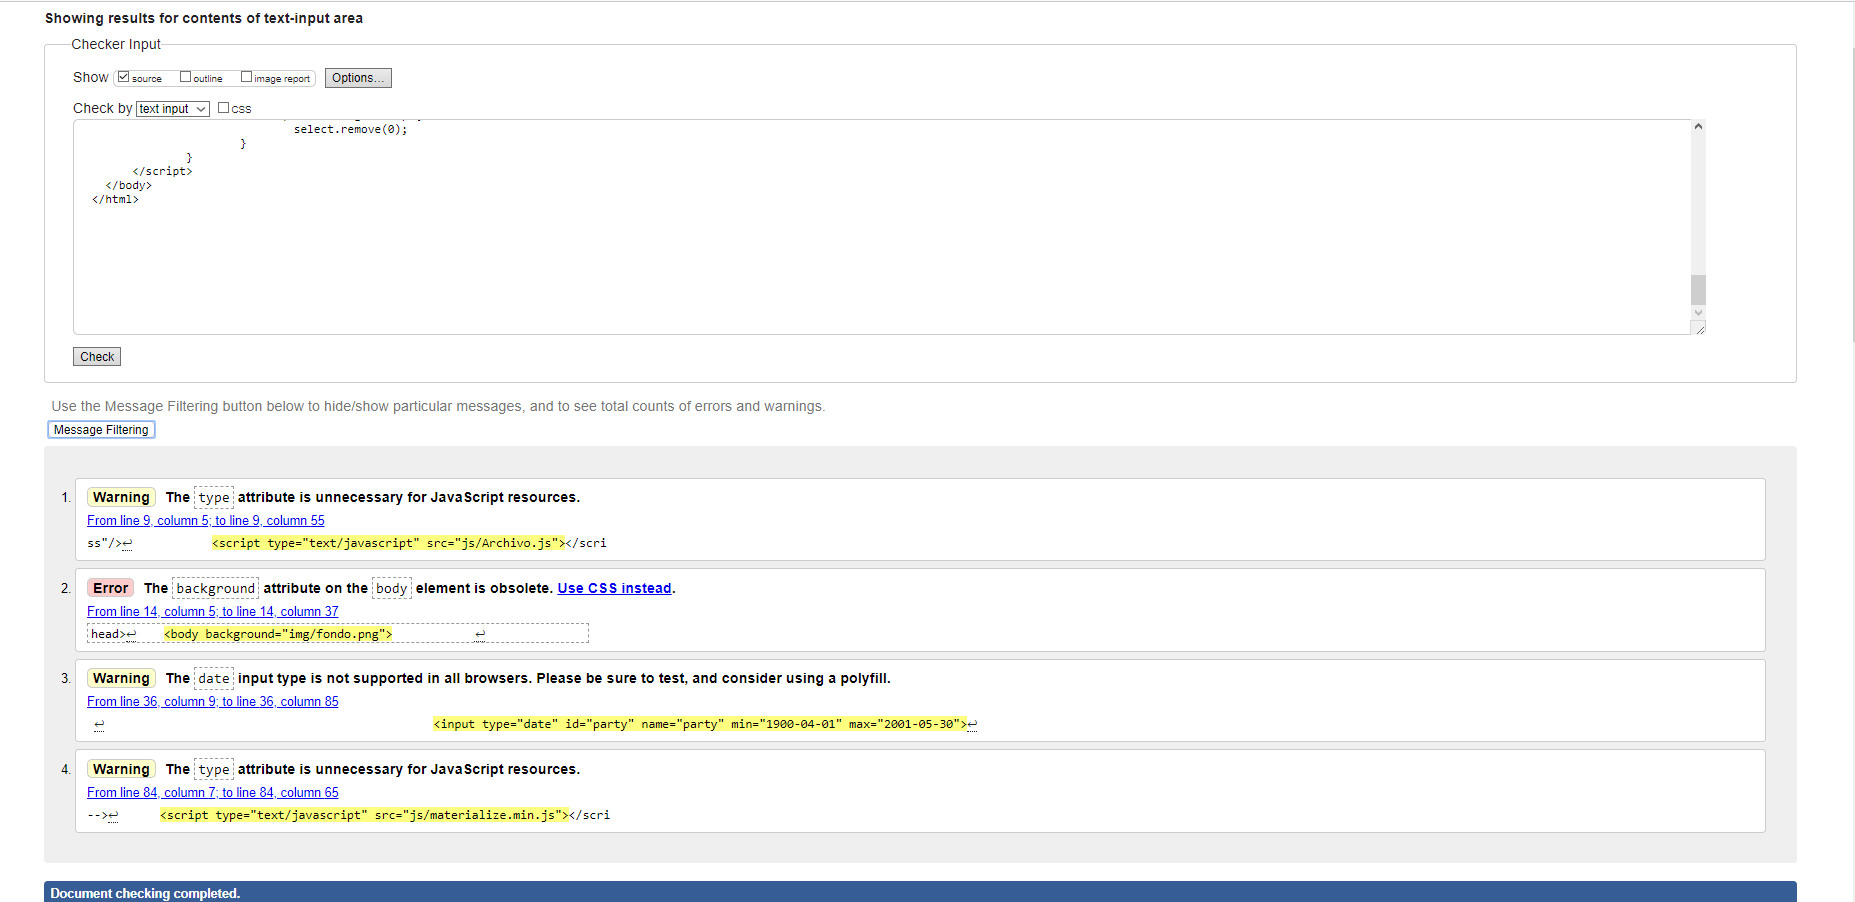 Showing results for contents of text-input area
Checker Input
Show source outline image report Options...
Check by text input css
select.remove(0);
}
}
</script>
</body>
</html>
Check
Use the Message Filtering button below to hide/show particular messages, and to see total counts of errors and warnings.
Message Filtering
1. Warning The type attribute is unnecessary for JavaScript resources.
From line 9, column 5; to line 9, column 55
ss"/>↩ <script type="text/javascript" src="js/Archivo.js"></scri
2. Error The background attribute on the body element is obsolete. Use CSS instead.
From line 14, column 5; to line 14, column 37
head>↩ <body background="img/fondo.png"> ↩
3. Warning The date input type is not supported in all browsers. Please be sure to test, and consider using a polyfill.
From line 36, column 9; to line 36, column 85
↩ <input type="date" id="party" name="party" min="1900-04-01" max="2001-05-30">↩
4. Warning The type attribute is unnecessary for JavaScript resources.
From line 84, column 7; to line 84, column 65
-->↩ <script type="text/javascript" src="js/materialize.min.js"></scri
Document checking completed.